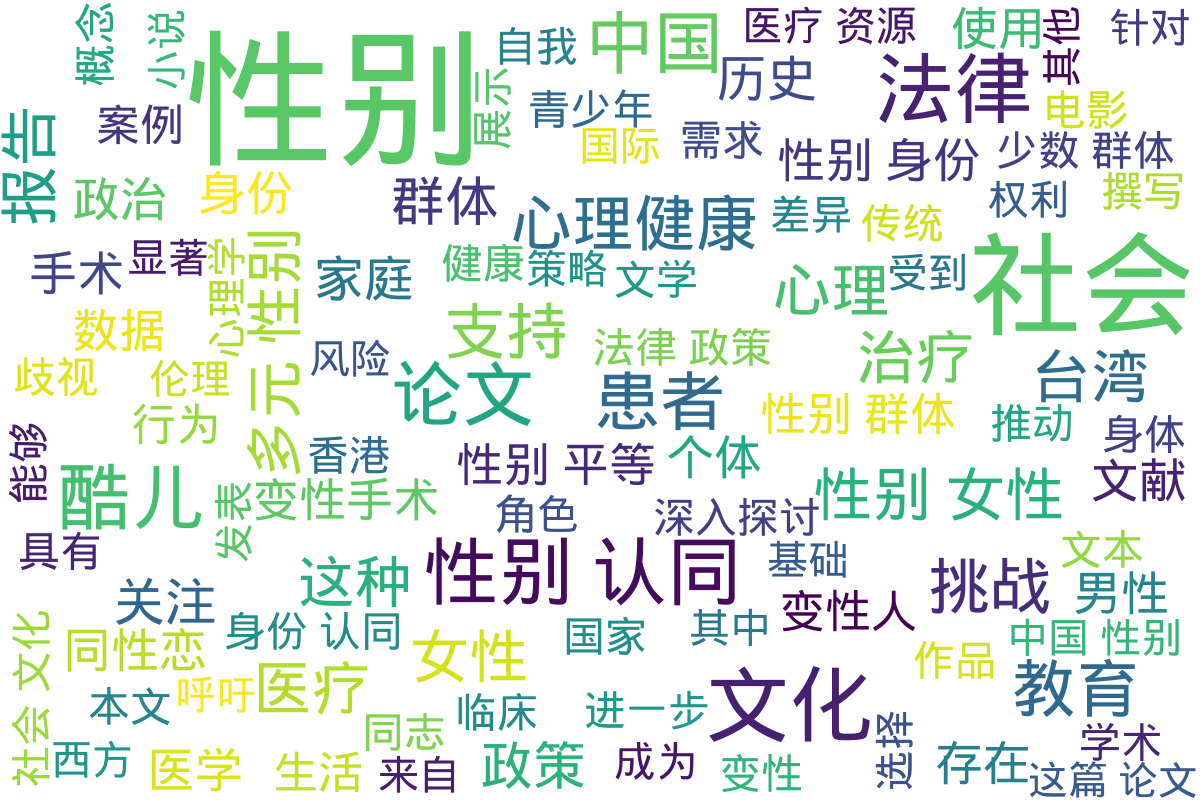 概念
小说
性别
展示
自我
中国
医疗 资源
使用
其他
针对
案例
报告
青少年
历史
法律
电影
国际
需求
性别 身份
少数 群体
政治
身份
群体
心理健康
差异
传统
权利
撰写
手术
显著
心理学
性别
家庭
健康
策略
文学
心理
受到
社会
数据
风险
支持
法律 政策
治疗
台湾
歧视
伦理
多元
论文
患者
行为
香港
性别 平等
个体
性别 群体
推动
身体
能够
酷儿
发表
变性手术
角色
深入探讨
性别 女性
文献
具有
关注
这种
性别 认同
基础
挑战
文本
男性
社会 文化
同性恋
身份 认同
女性
国家
其中
变性人
中国 性别
作品
本文
呼吁
医疗
临床
进一步
文化
教育
社会
西方
医学
生活
同志
来自
政策
成为
变性
选择
存在
学术
这篇 论文